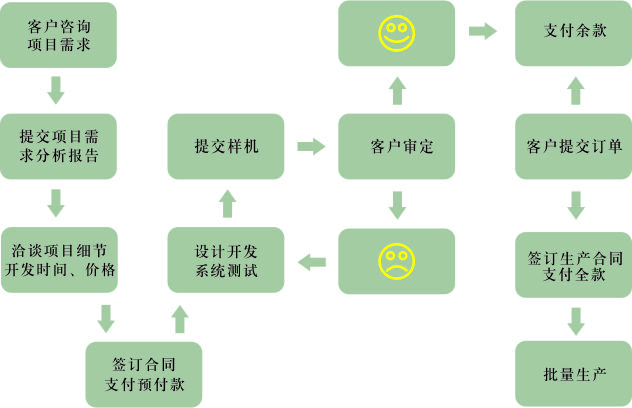 客户咨询
项目需求
提交项目需
求分析报告
洽谈项目细节
开发时间、价格
签订合同
支付预付款
设计开发
系统测试
提交样机
客户审定
支付余款
客户提交订单
签订生产合同
支付全款
批量生产